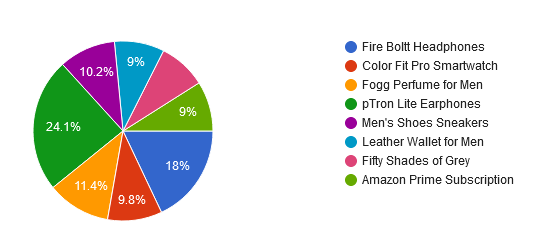 Fire Boltt Headphones
Color Fit Pro Smartwatch
Fogg Perfume for Men
pTron Lite Earphones
Men's Shoes Sneakers
Leather Wallet for Men
Fifty Shades of Grey
Amazon Prime Subscription
9%
10.2%
9%
24.1%
18%
11.4%
9.8%